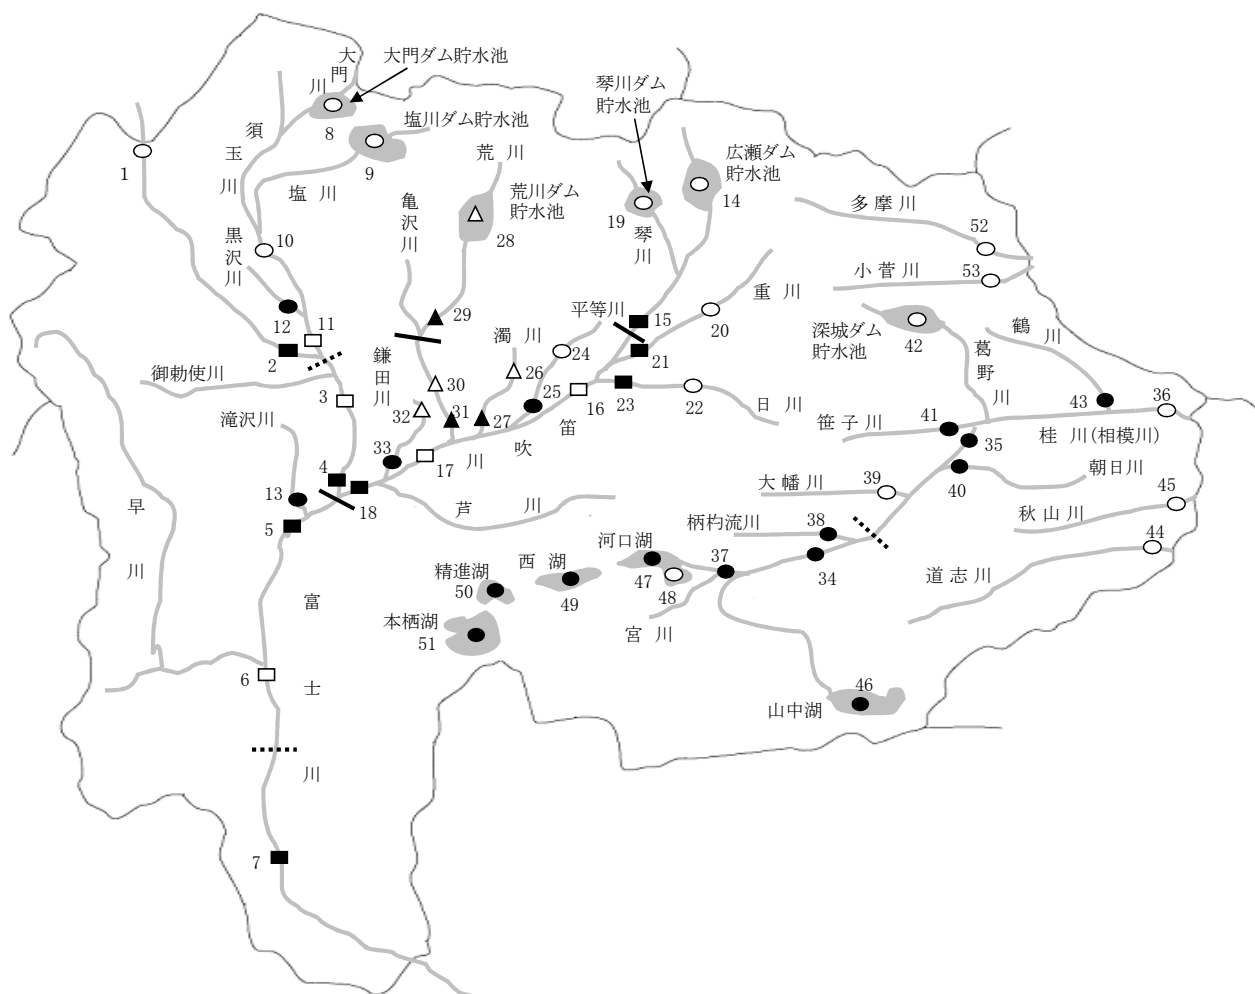 大門川
大門ダム貯水池
8
須玉川
塩川ダム貯水池
9
塩川
1
黒沢川
10
12
11
2
御勅使川
3
滝沢川
荒川
荒川ダム
貯水池
28
亀沢川
29
鎌田川
30
32
31
33
濁川
26
27
琴川ダム
貯水池
19
琴川
広瀬ダム
貯水池
14
平等川
15
24
25
重川
20
21
16
23
22
日川
笛
吹
川
17
4
18
13
5
芦川
早川
富
士
川
6
7
多摩川
52
小菅川
53
深城ダム
貯水池
42
葛野川
鶴川
43
36
笹子川
41
35
桂川(相模川)
40
朝日川
大幡川
39
秋山川
45
柄杓流川
38
44
道志川
34
河口湖
47
48
37
西湖
49
精進湖
50
本栖湖
51
宮川
46
山中湖